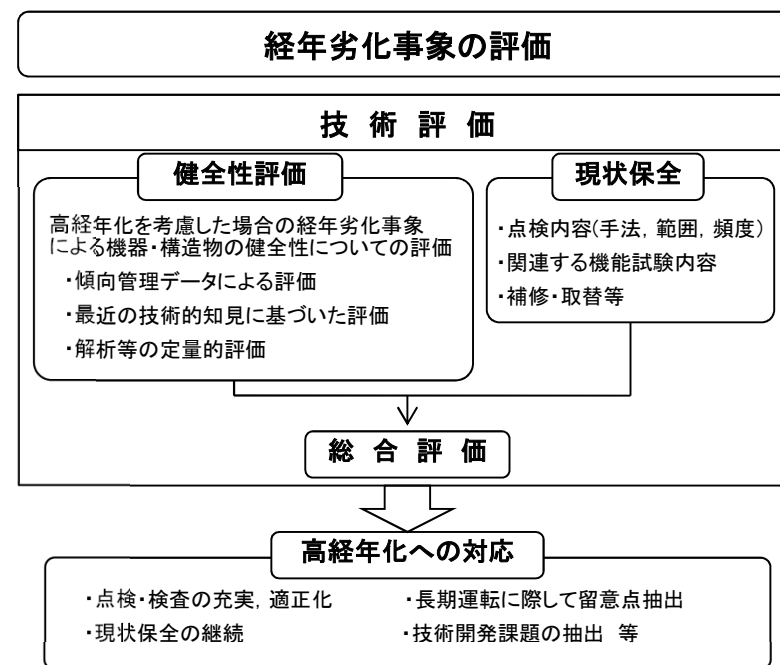 経年劣化事象の評価
技 術 評 価
健全性評価
高経年化を考慮した場合の経年劣化事象
による機器・構造物の健全性についての評価
・傾向管理データによる評価
・最近の技術的知見に基づいた評価
・解析等の定量的評価
現状保全
・点検内容(手法, 範囲, 頻度)
・関連する機能試験内容
・補修・取替等
総 合 評 価
高経年化への対応
・点検・検査の充実, 適正化
・現状保全の継続
・長期運転に際して留意点抽出
・技術開発課題の抽出 等